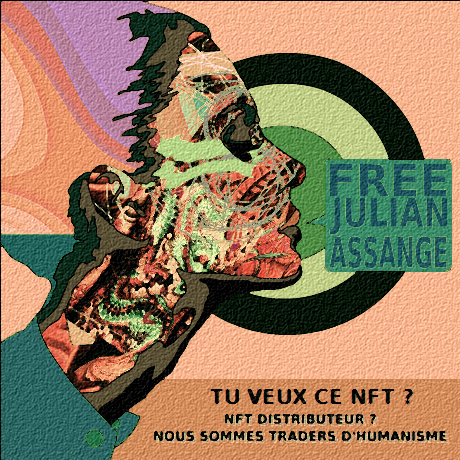 FREE
JULIAN
ASSANGE
TU VEUX CE NFT ?
NFT DISTRIBUTEUR ?
NOUS SOMMES TRADERS D'HUMANISME